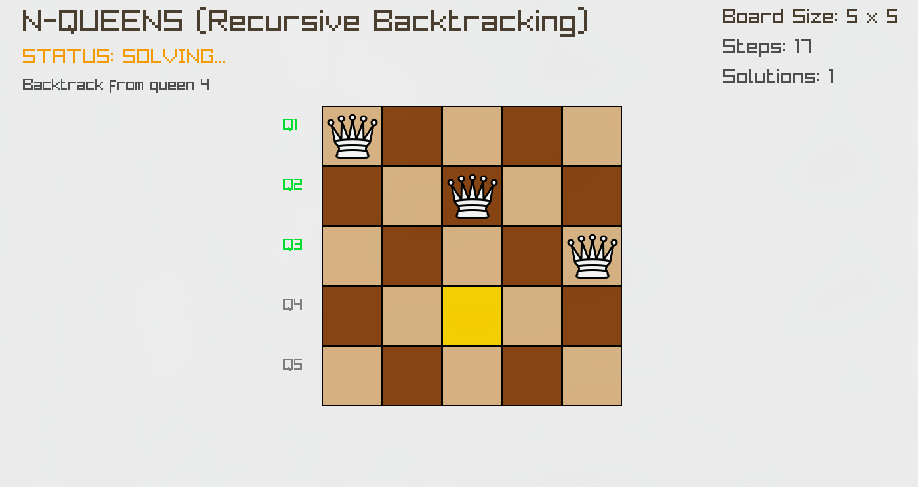 N-QUEENS (Recursive Backtracking)
STATUS: SOLVING...
Backtrack from queen 4
Board Size: 5 x 5
Steps: 17
Solutions: 1
Q1
Q2
Q3
Q4
Q5